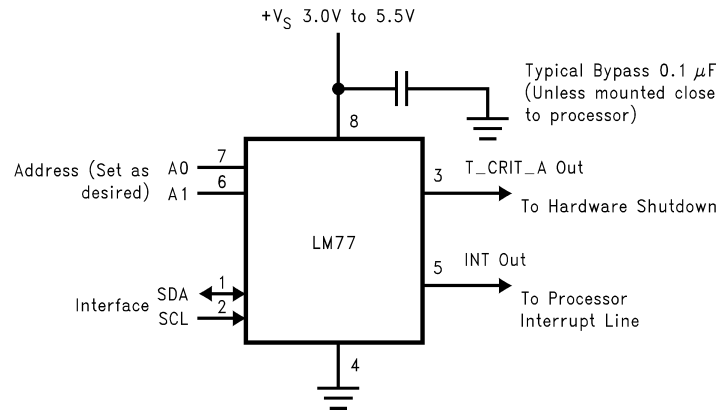 +VS 3.0V to 5.5V
Typical Bypass 0.1 μF
(Unless mounted close
to processor)
8
Address (Set as
desired)
A0
7
A1
6
3
T_CRIT_A Out
To Hardware Shutdown
LM77
5
INT Out
To Processor
Interrupt Line
Interface
SDA
1
SCL
2
4